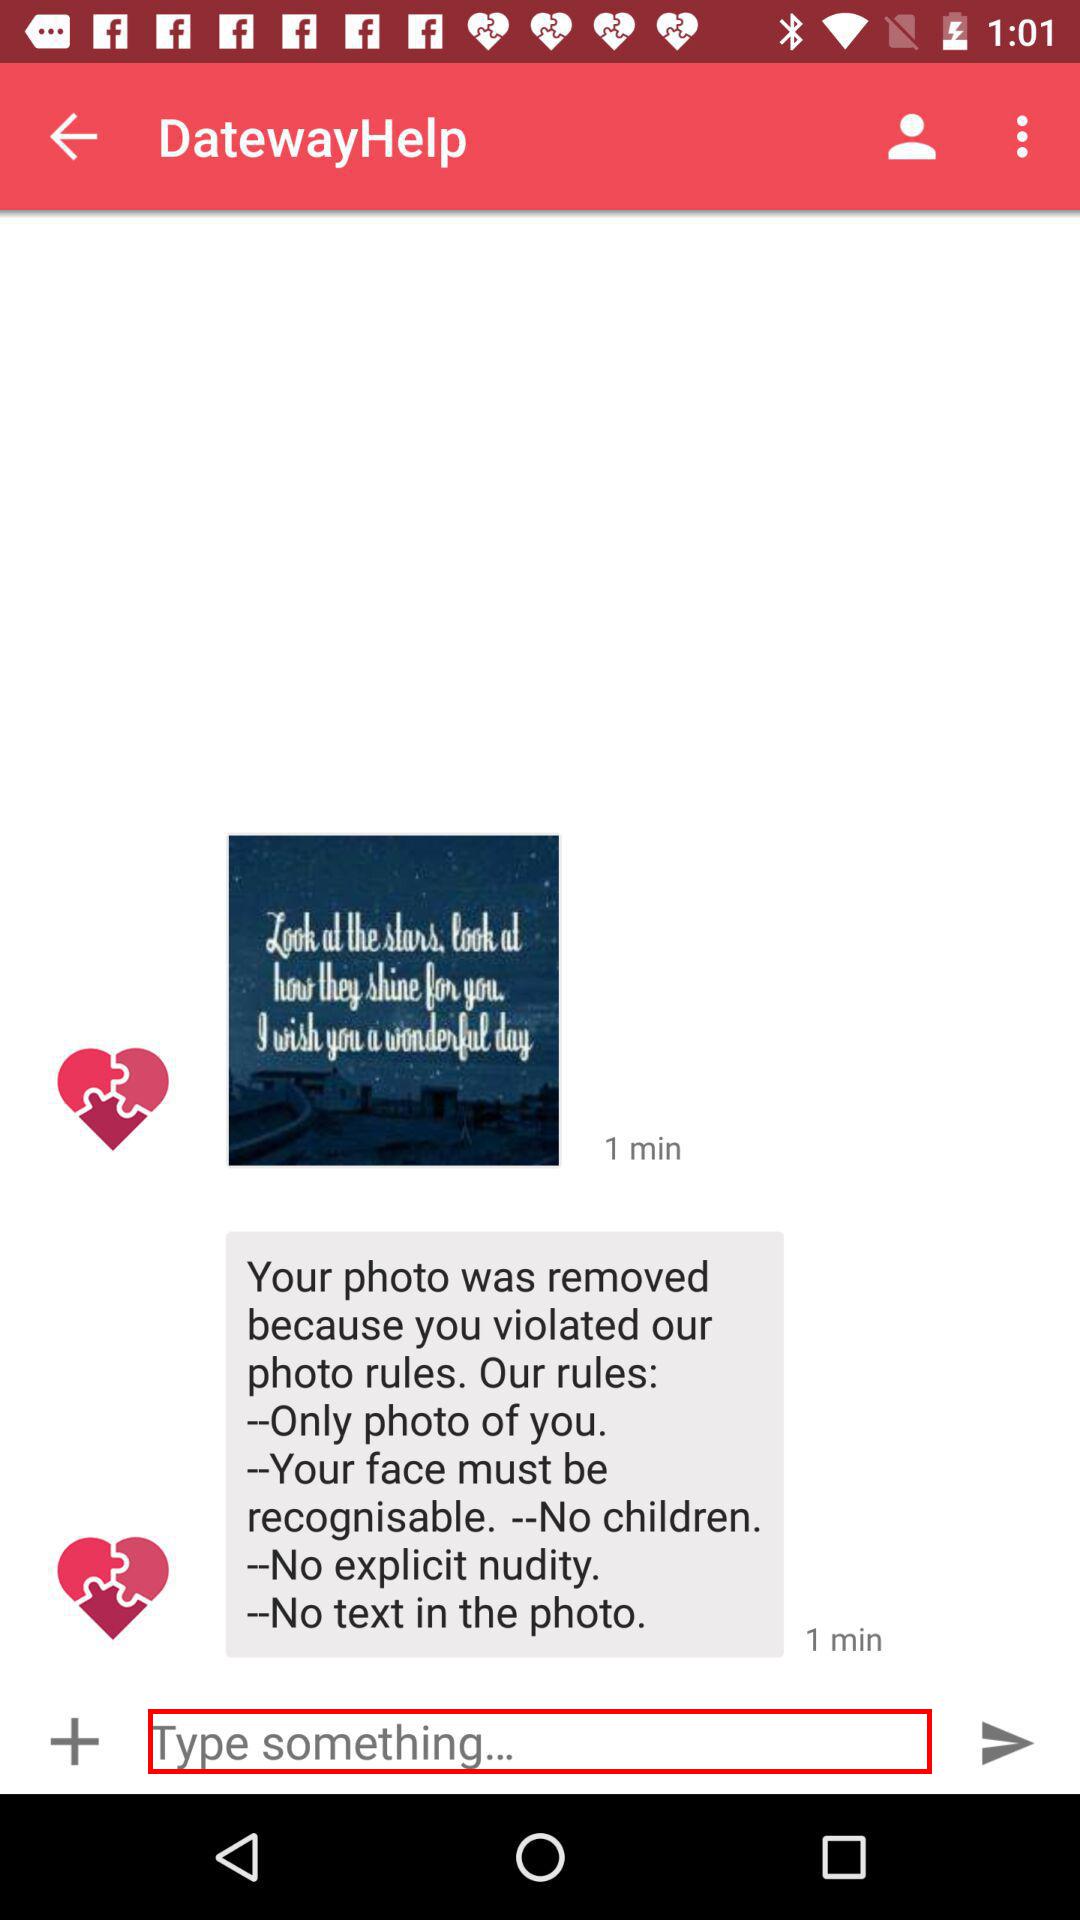 1:01
DatewayHelp
Look at the stars, look at
how they shine for you.
I wish you a wonderful day
1 min
Your photo was removed
because you violated our
photo rules. Our rules:
--Only photo of you.
--Your face must be
recognisable. --No children.
--No explicit nudity.
--No text in the photo.
1 min
Type something...